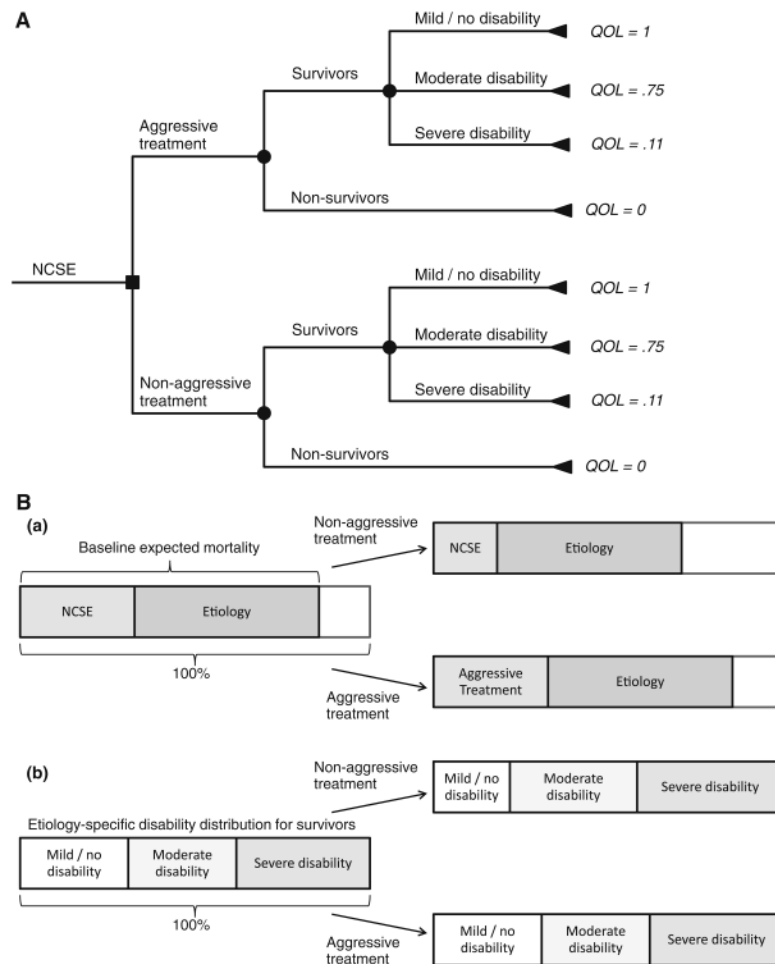 A
Mild / no disability
QOL = 1
Survivors
Moderate disability
QOL = .75
Aggressive
treatment
Severe disability
QOL = .11
Non-survivors
QOL = 0
NCSE
Mild / no disability
QOL = 1
Survivors
Moderate disability
QOL = .75
Non-aggressive
treatment
Severe disability
QOL = .11
Non-survivors
QOL = 0
B
(a)
Baseline expected mortality
NCSE
Etiology
100%
Non-aggressive
treatment
NCSE
Etiology
Aggressive
treatment
Aggressive
Treatment
Etiology
(b)
Etiology-specific disability distribution for survivors
Mild / no
disability
Moderate
disability
Severe disability
100%
Non-aggressive
treatment
Mild / no
disability
Moderate
disability
Severe disability
Aggressive
treatment
Mild / no
disability
Moderate
disability
Severe disability